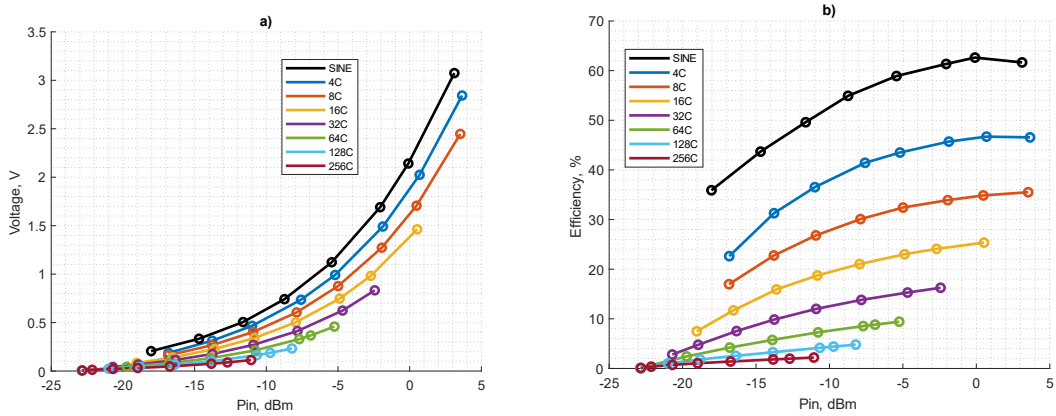 a)
3.5
3
2.5
2
1.5
1
0.5
0
Voltage, V
SINE
4C
8C
16C
32C
64C
128C
256C
-25 -20 -15 -10 -5 0 5
Pin, dBm
b)
70
60
50
40
30
20
10
0
Efficiency, %
SINE
4C
8C
16C
32C
64C
128C
256C
-25 -20 -15 -10 -5 0 5
Pin, dBm